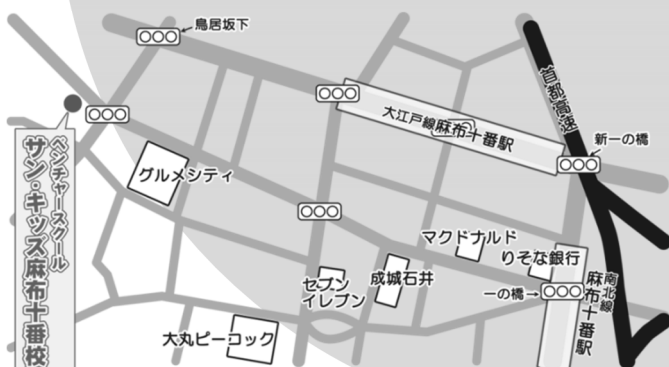 鳥居坂下
首都高速
大江戸線麻布十番駅
新一の橋
ベンチャースクール
サン・キッズ麻布十番校
グルメシティ
マクドナルド
りそな銀行
セブン
イレブン
成城石井
一の橋
南北線
麻布十番駅
大丸ピーコック